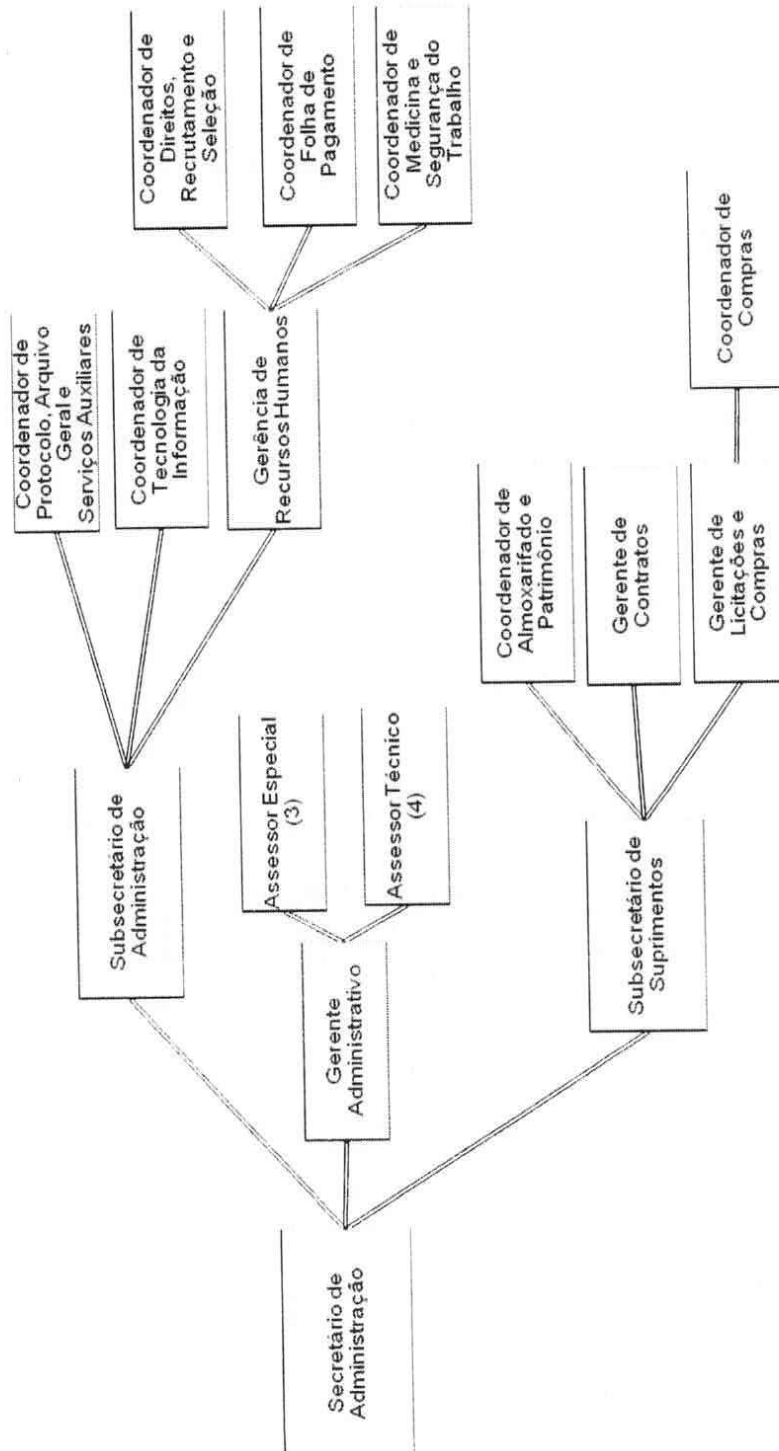 Secretário de
Administração
Subsecretário de
Administração
Gerente
Administrativo
Subsecretário de
Suprimentos
Assessor Especial
(3)
Assessor Técnico
(4)
Coordenador de
Protocolo, Arquivo
Geral e
Serviços Auxiliares
Coordenador de
Tecnologia da
Informação
Gerência de
Recursos Humanos
Coordenador de
Almoxarifado e
Patrimônio
Gerente de
Contratos
Gerente de
Licitações e
Compras
Coordenador de
Direitos,
Recrutamento e
Seleção
Coordenador de
Folha de
Pagamento
Coordenador de
Medicina e
Segurança do
Trabalho
Coordenador de
Compras